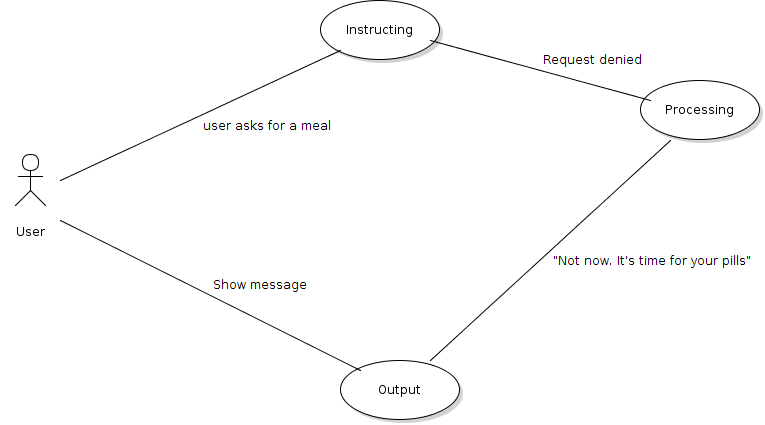 Instructing
Request denied
Processing
user asks for a meal
User
"Not now. It's time for your pills"
Show message
Output